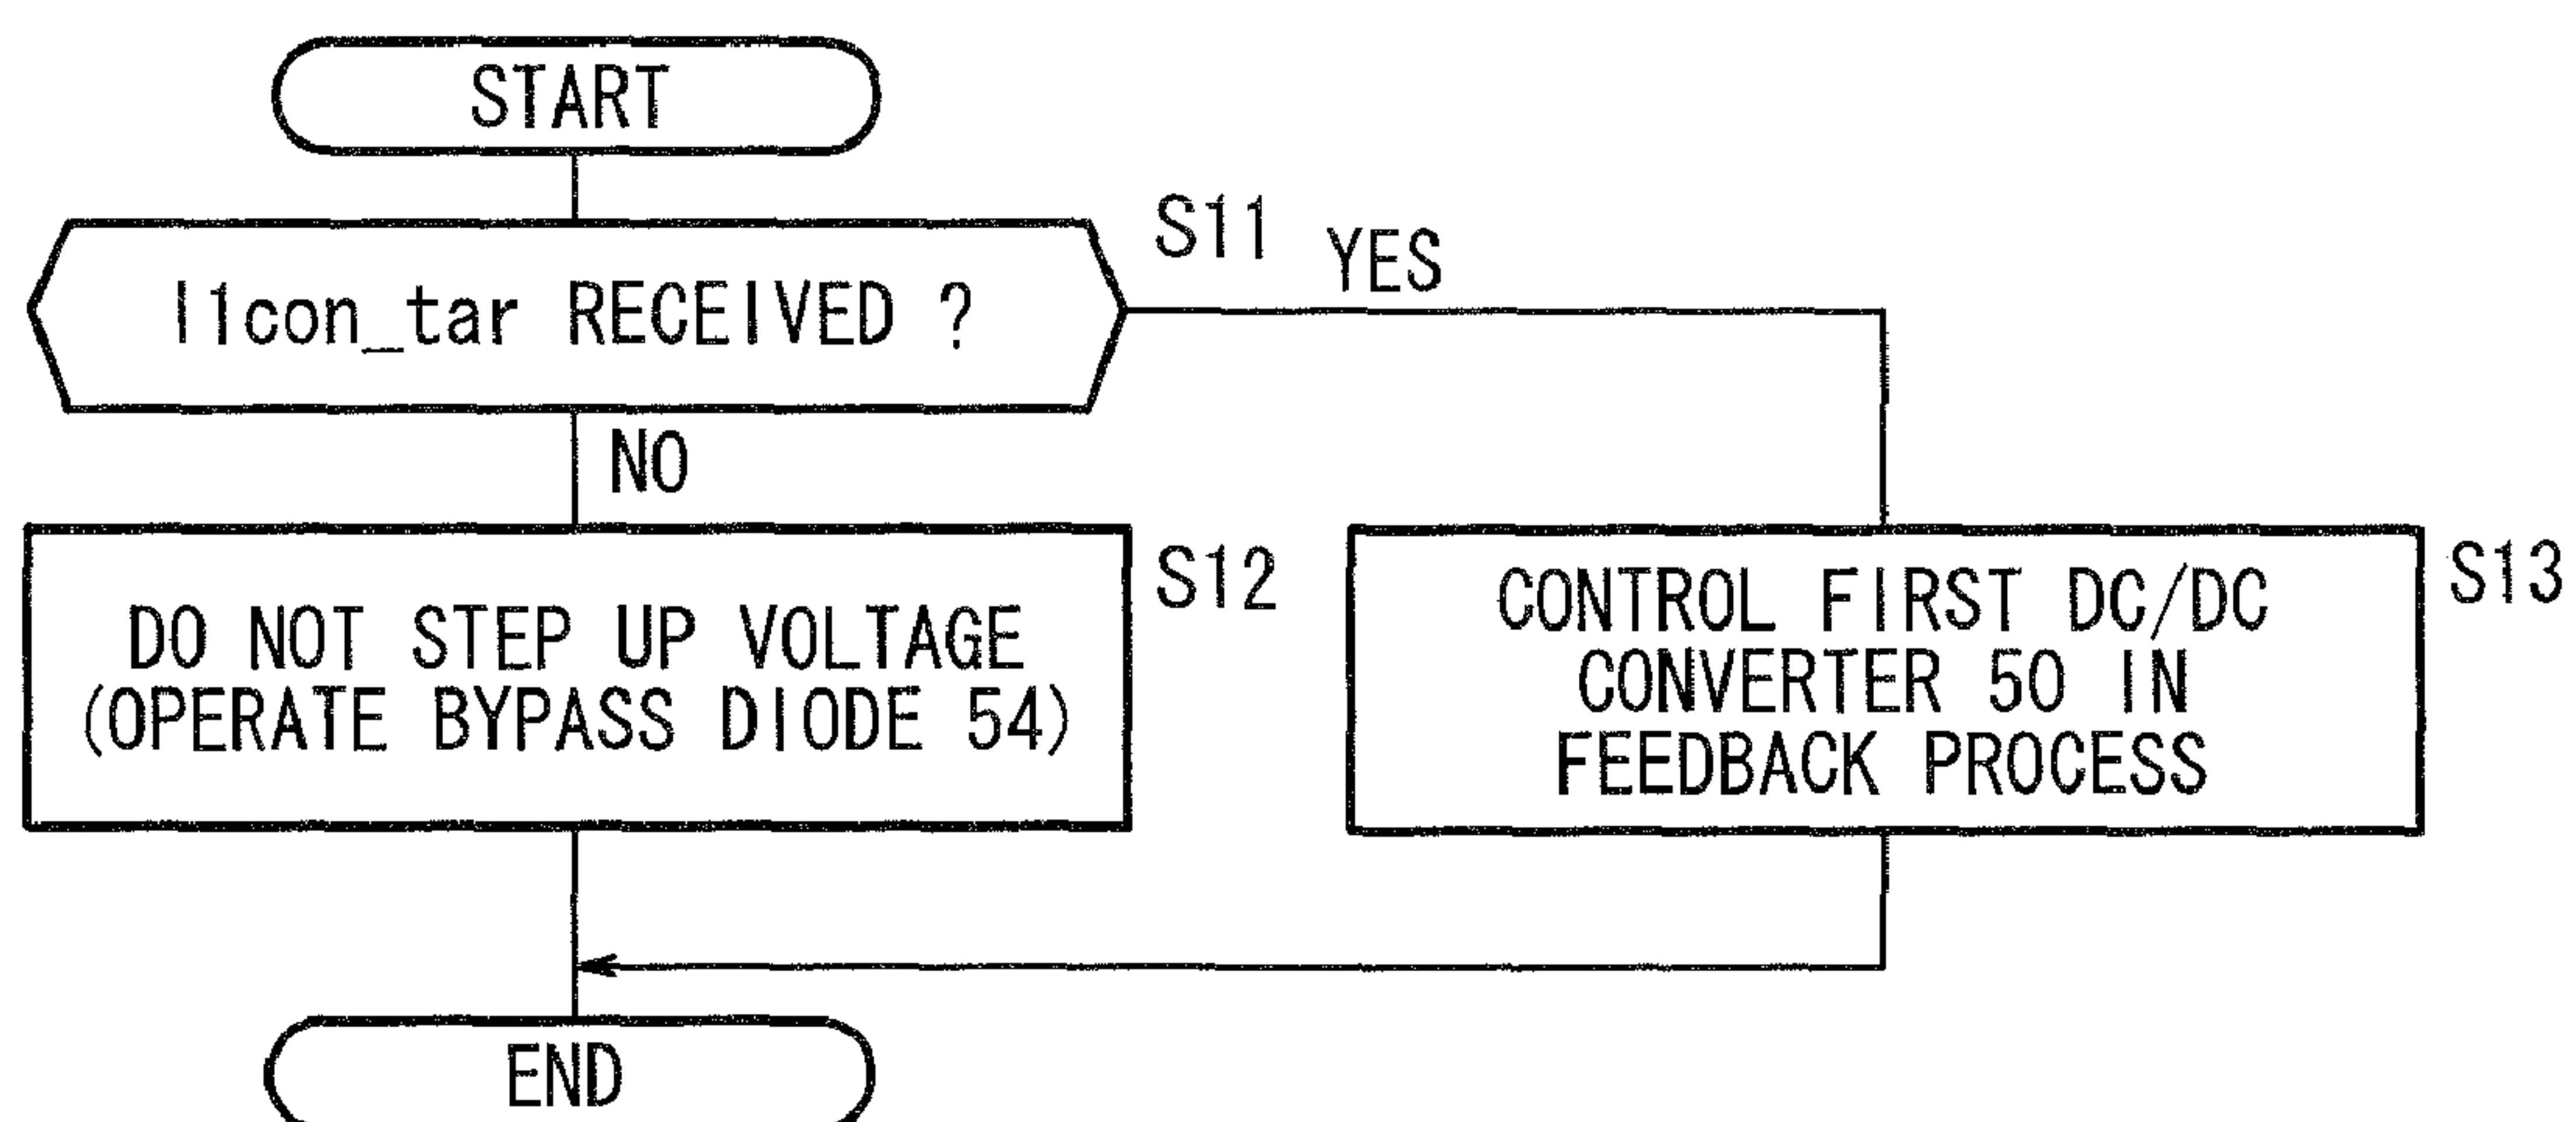 START
S11
YES
I1con_tar RECEIVED ?
NO
S12
DO NOT STEP UP VOLTAGE
(OPERATE BYPASS DIODE 54)
S13
CONTROL FIRST DC/DC
CONVERTER 50 IN
FEEDBACK PROCESS
END